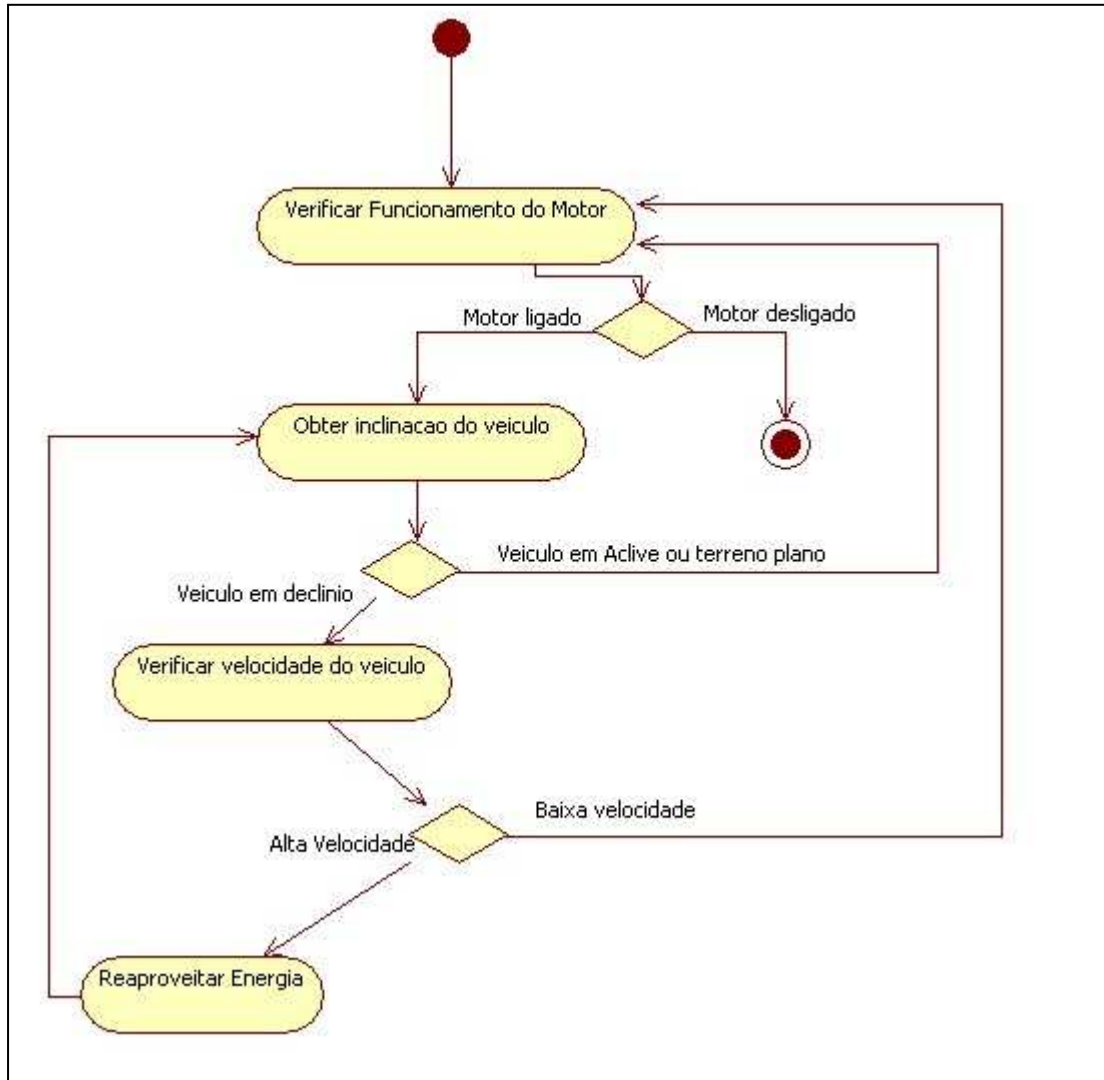 Verificar Funcionamento do Motor
Motor ligado
Motor desligado
Obter inclinacao do veiculo
Veiculo em Aclive ou terreno plano
Veiculo em declinio
Verificar velocidade do veiculo
Baixa velocidade
Alta Velocidade
Reaproveitar Energia